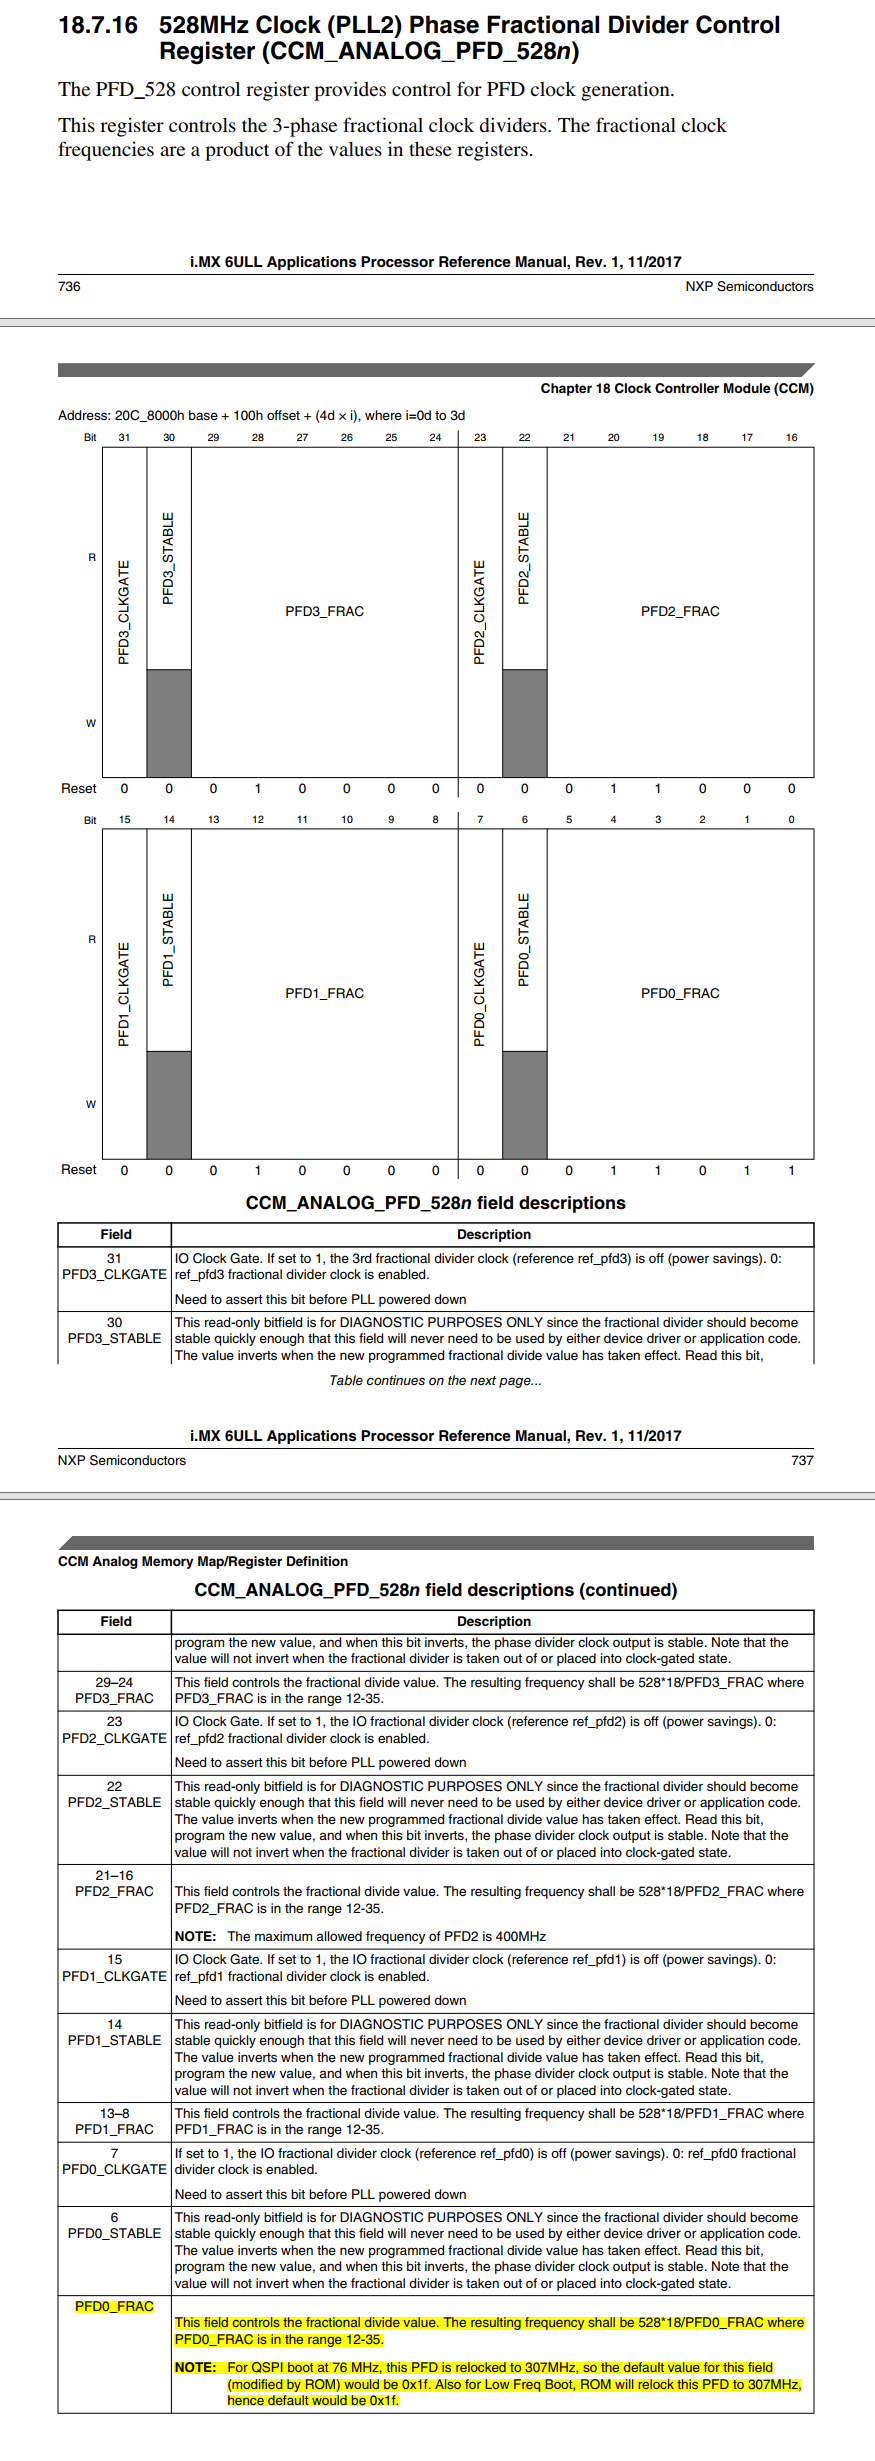 18.7.16 528MHz Clock (PLL2) Phase Fractional Divider Control
Register (CCM_ANALOG_PFD_528n)
The PFD_528 control register provides control for PFD clock generation.
This register controls the 3-phase fractional clock dividers. The fractional clock
frequencies are a product of the values in these registers.
i.MX 6ULL Applications Processor Reference Manual, Rev. 1, 11/2017
736 NXP Semiconductors
Chapter 18 Clock Controller Module (CCM)
Address: 20C_8000h base + 100h offset + (4d × i), where i=0d to 3d
Bit 31 30 29 28 27 26 25 24 23 22 21 20 19 18 17 16
R
PFD3_CLKGATE
PFD3_STABLE
PFD3_FRAC
PFD2_CLKGATE
PFD2_STABLE
PFD2_FRAC
W
Reset 0 0 0 1 0 0 0 0 0 0 0 1 1 0 0 0
Bit 15 14 13 12 11 10 9 8 7 6 5 4 3 2 1 0
R
PFD1_CLKGATE
PFD1_STABLE
PFD1_FRAC
PFD0_CLKGATE
PFD0_STABLE
PFD0_FRAC
W
Reset 0 0 0 1 0 0 0 0 0 0 0 1 1 0 1 1
CCM_ANALOG_PFD_528n field descriptions
Field Description
31
PFD3_CLKGATE
IO Clock Gate. If set to 1, the 3rd fractional divider clock (reference ref_pfd3) is off (power savings). 0:
ref_pfd3 fractional divider clock is enabled.
Need to assert this bit before PLL powered down
30
PFD3_STABLE
This read-only bitfield is for DIAGNOSTIC PURPOSES ONLY since the fractional divider should become
stable quickly enough that this field will never need to be used by either device driver or application code.
The value inverts when the new programmed fractional divide value has taken effect. Read this bit,
Table continues on the next page...
i.MX 6ULL Applications Processor Reference Manual, Rev. 1, 11/2017
NXP Semiconductors 737
CCM Analog Memory Map/Register Definition
CCM_ANALOG_PFD_528n field descriptions (continued)
Field Description
program the new value, and when this bit inverts, the phase divider clock output is stable. Note that the
value will not invert when the fractional divider is taken out of or placed into clock-gated state.
29–24
PFD3_FRAC
This field controls the fractional divide value. The resulting frequency shall be 528*18/PFD3_FRAC where
PFD3_FRAC is in the range 12-35.
23
PFD2_CLKGATE
IO Clock Gate. If set to 1, the IO fractional divider clock (reference ref_pfd2) is off (power savings). 0:
ref_pfd2 fractional divider clock is enabled.
Need to assert this bit before PLL powered down
22
PFD2_STABLE
This read-only bitfield is for DIAGNOSTIC PURPOSES ONLY since the fractional divider should become
stable quickly enough that this field will never need to be used by either device driver or application code.
The value inverts when the new programmed fractional divide value has taken effect. Read this bit,
program the new value, and when this bit inverts, the phase divider clock output is stable. Note that the
value will not invert when the fractional divider is taken out of or placed into clock-gated state.
21–16
PFD2_FRAC
This field controls the fractional divide value. The resulting frequency shall be 528*18/PFD2_FRAC where
PFD2_FRAC is in the range 12-35.
NOTE: The maximum allowed frequency of PFD2 is 400MHz
15
PFD1_CLKGATE
IO Clock Gate. If set to 1, the IO fractional divider clock (reference ref_pfd1) is off (power savings). 0:
ref_pfd1 fractional divider clock is enabled.
Need to assert this bit before PLL powered down
14
PFD1_STABLE
This read-only bitfield is for DIAGNOSTIC PURPOSES ONLY since the fractional divider should become
stable quickly enough that this field will never need to be used by either device driver or application code.
The value inverts when the new programmed fractional divide value has taken effect. Read this bit,
program the new value, and when this bit inverts, the phase divider clock output is stable. Note that the
value will not invert when the fractional divider is taken out of or placed into clock-gated state.
13–8
PFD1_FRAC
This field controls the fractional divide value. The resulting frequency shall be 528*18/PFD1_FRAC where
PFD1_FRAC is in the range 12-35.
7
PFD0_CLKGATE
If set to 1, the IO fractional divider clock (reference ref_pfd0) is off (power savings). 0: ref_pfd0 fractional
divider clock is enabled.
Need to assert this bit before PLL powered down
6
PFD0_STABLE
This read-only bitfield is for DIAGNOSTIC PURPOSES ONLY since the fractional divider should become
stable quickly enough that this field will never need to be used by either device driver or application code.
The value inverts when the new programmed fractional divide value has taken effect. Read this bit,
program the new value, and when this bit inverts, the phase divider clock output is stable. Note that the
value will not invert when the fractional divider is taken out of or placed into clock-gated state.
PFD0_FRAC
This field controls the fractional divide value. The resulting frequency shall be 528*18/PFD0_FRAC where
PFD0_FRAC is in the range 12-35.
NOTE: For QSPI boot at 76 MHz, this PFD is relocked to 307MHz, so the default value for this field
(modified by ROM) would be 0x1f. Also for Low Freq Boot, ROM will relock this PFD to 307MHz,
hence default would be 0x1f.